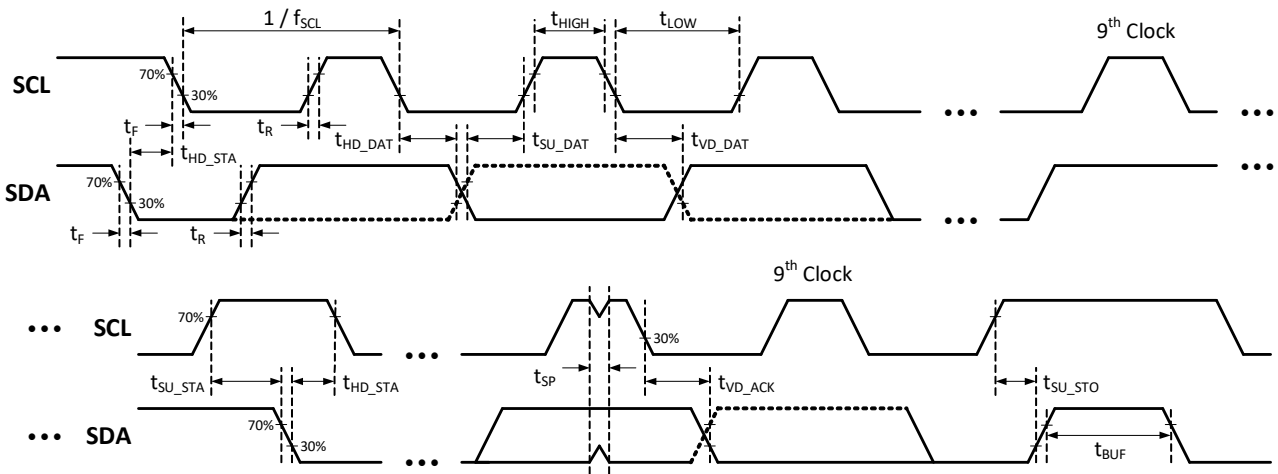 1 / fSCL tHIGH tLOW 9th Clock
SCL 70% 30% ... ...
tF tR tHD_DAT tSU_DAT tVD_DAT
tHD_STA
SDA 70% 30% ... ...
tF tR
9th Clock
... SCL 70% ... 30%
tSU_STA tHD_STA tSP tVD_ACK tSU_STO
... SDA 70% 30% ... tBUF